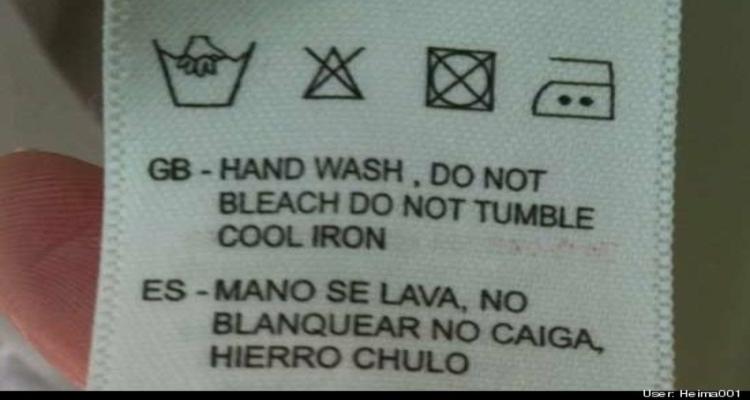 GB - HAND WASH , DO NOT
BLEACH DO NOT TUMBLE
COOL IRON
ES - MANO SE LAVA, NO
BLANQUEAR NO CAIGA,
HIERRO CHULO
User: Heima001